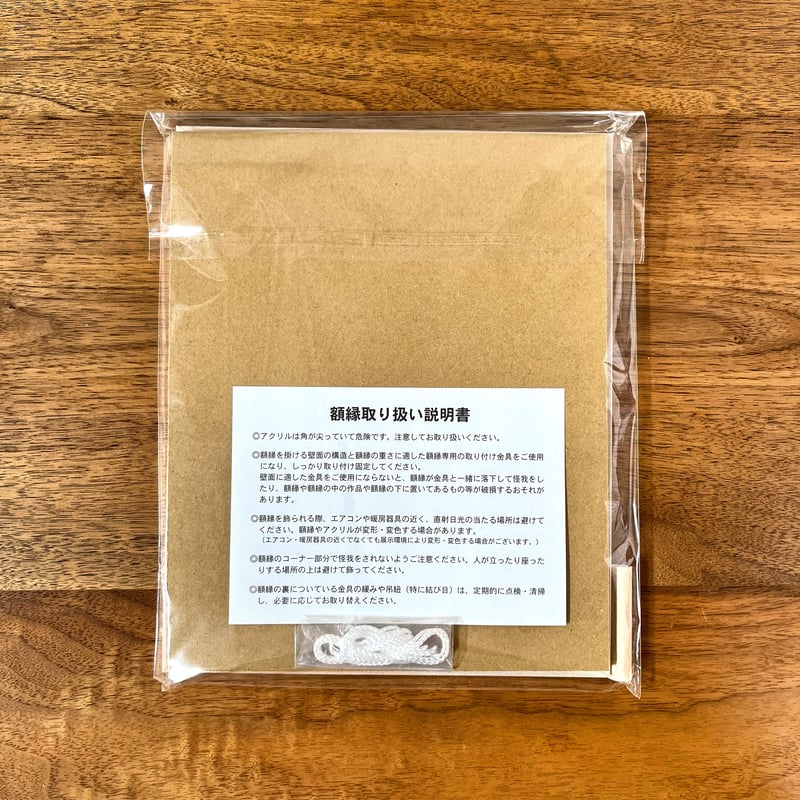 額縁取り扱い説明書
◎アクリルは角が尖っていて危険です。注意してお取り扱いください。
◎額縁を掛ける壁面の構造と額縁の重さに適した額縁専用の取り付け金具をご使用
になり、しっかり取り付け固定してください。
壁面に適した金具をご使用にならないと、額縁が金具と一緒に落下して怪我をし
たり、額縁や額縁の中の作品や額縁の下に置いてあるもの等が破損するおそれが
あります。
◎額縁を飾られる際、エアコンや暖房器具の近く、直射日光の当たる場所は避けて
ください。額縁やアクリルが変形・変色する場合があります。
（エアコン・暖房器具の近くでなくても展示環境により変形・変色する場合がございます。）
◎額縁のコーナー部分で怪我をされないようご注意ください。人が立ったり座った
りする場所の上は避けて飾ってください。
◎額縁の裏についている金具の緩みや吊紐（特に結び目）は、定期的に点検・清掃
し、必要に応じてお取り替えください。